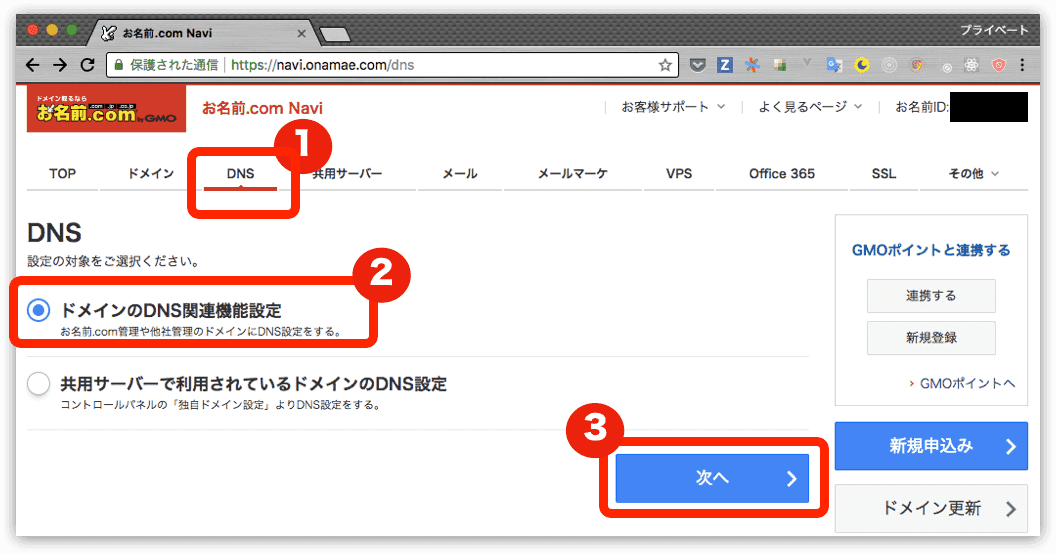 お名前.com Navi
プライベート
保護された通信 https://navi.onamae.com/dns
ドメイン取るなら
お名前.com by GMO
.com .jp .co.jp
お名前.com Navi
お客様サポート
よく見るページ
お名前ID:
1
TOP
ドメイン
DNS
共用サーバー
メール
メールマーケ
VPS
Office 365
SSL
その他
DNS
設定の対象をご選択ください。
2
ドメインのDNS関連機能設定
お名前.com管理や他社管理のドメインにDNS設定をする。
共用サーバーで利用されているドメインのDNS設定
コントロールパネルの「独自ドメイン設定」よりDNS設定をする。
3
次へ
GMOポイントと連携する
連携する
新規登録
GMOポイントへ
新規申込み
ドメイン更新